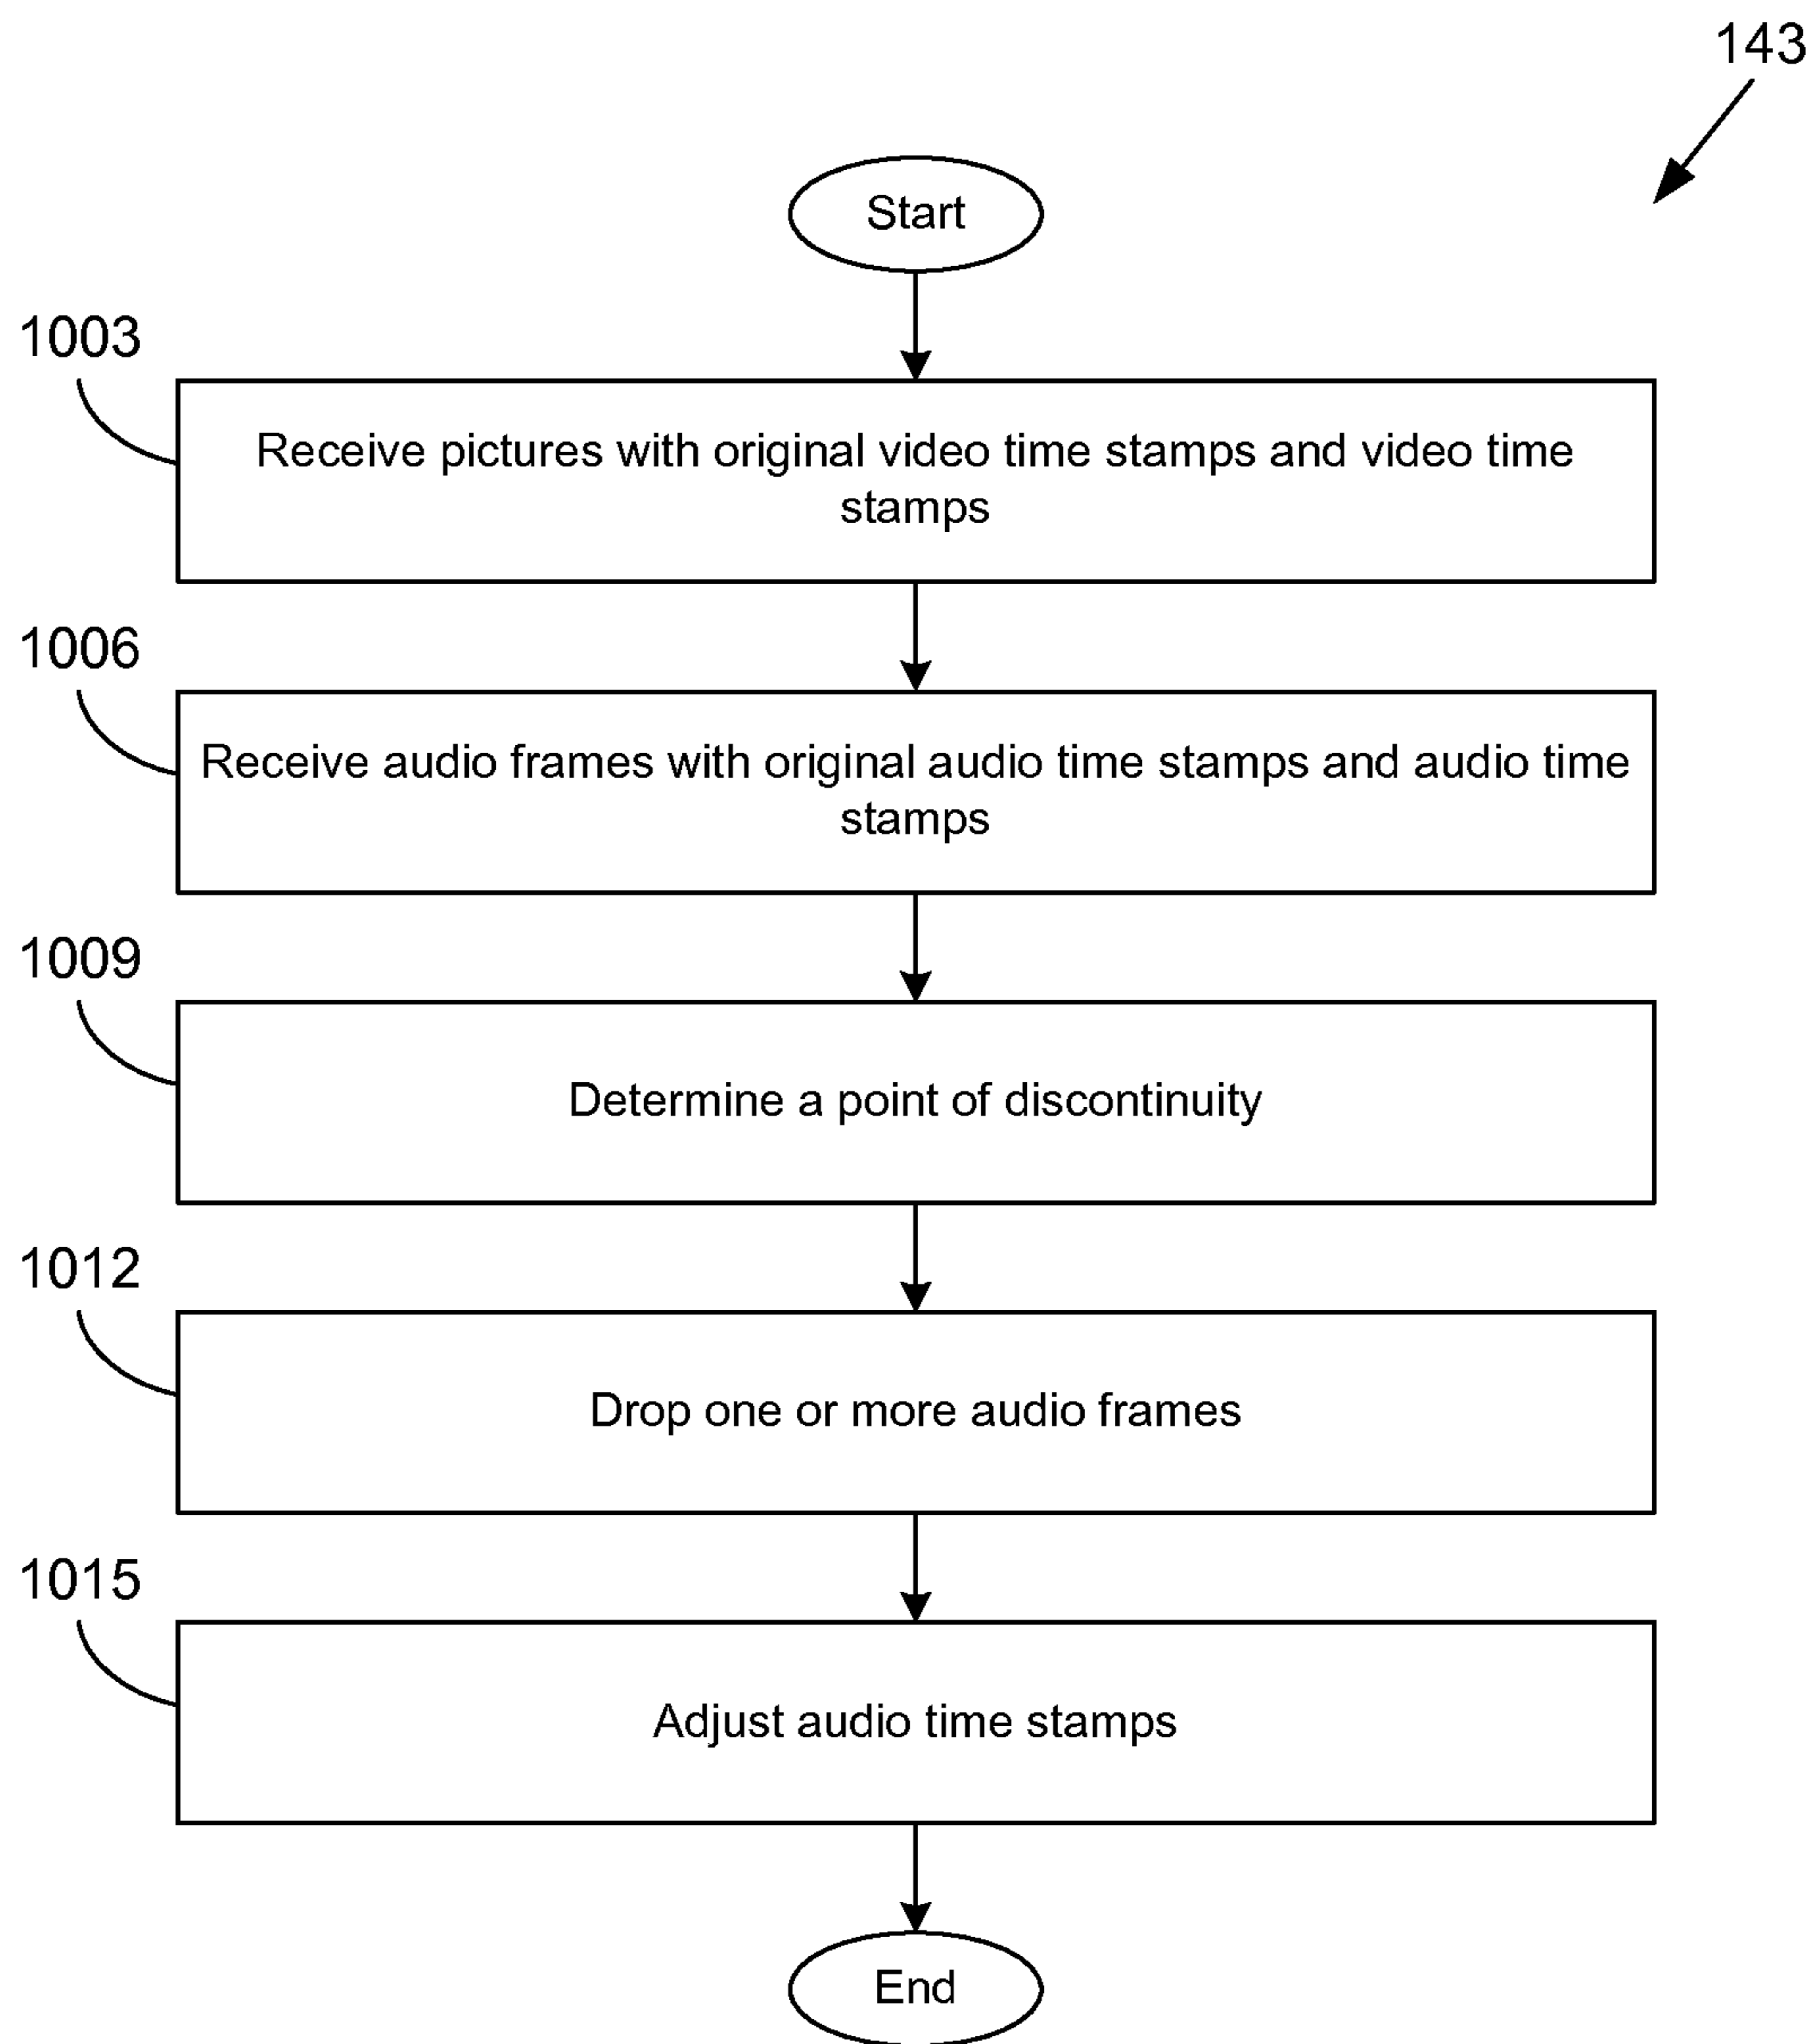 143
Start
1003
Receive pictures with original video time stamps and video time
stamps
1006
Receive audio frames with original audio time stamps and audio time
stamps
1009
Determine a point of discontinuity
1012
Drop one or more audio frames
1015
Adjust audio time stamps
End